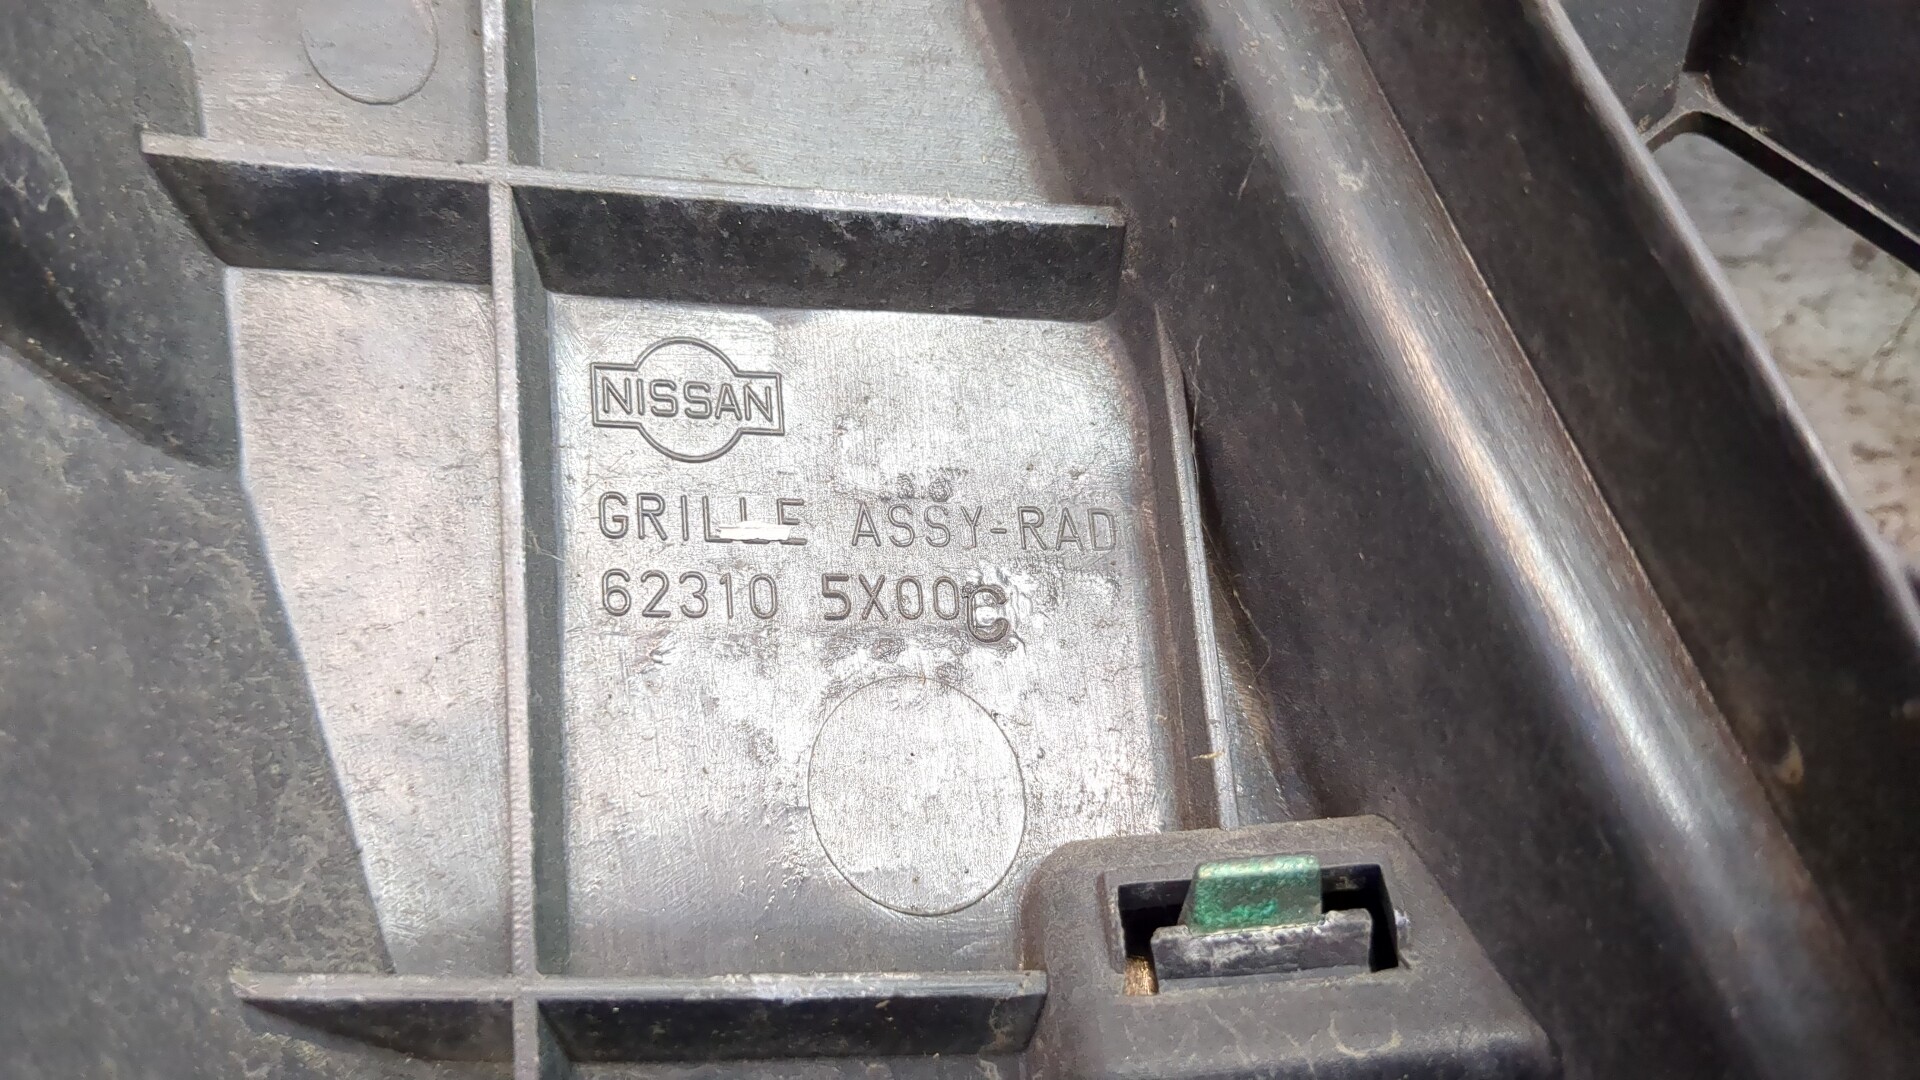 NISSAN
GRILLE ASSY-RAD
62310 5X00C